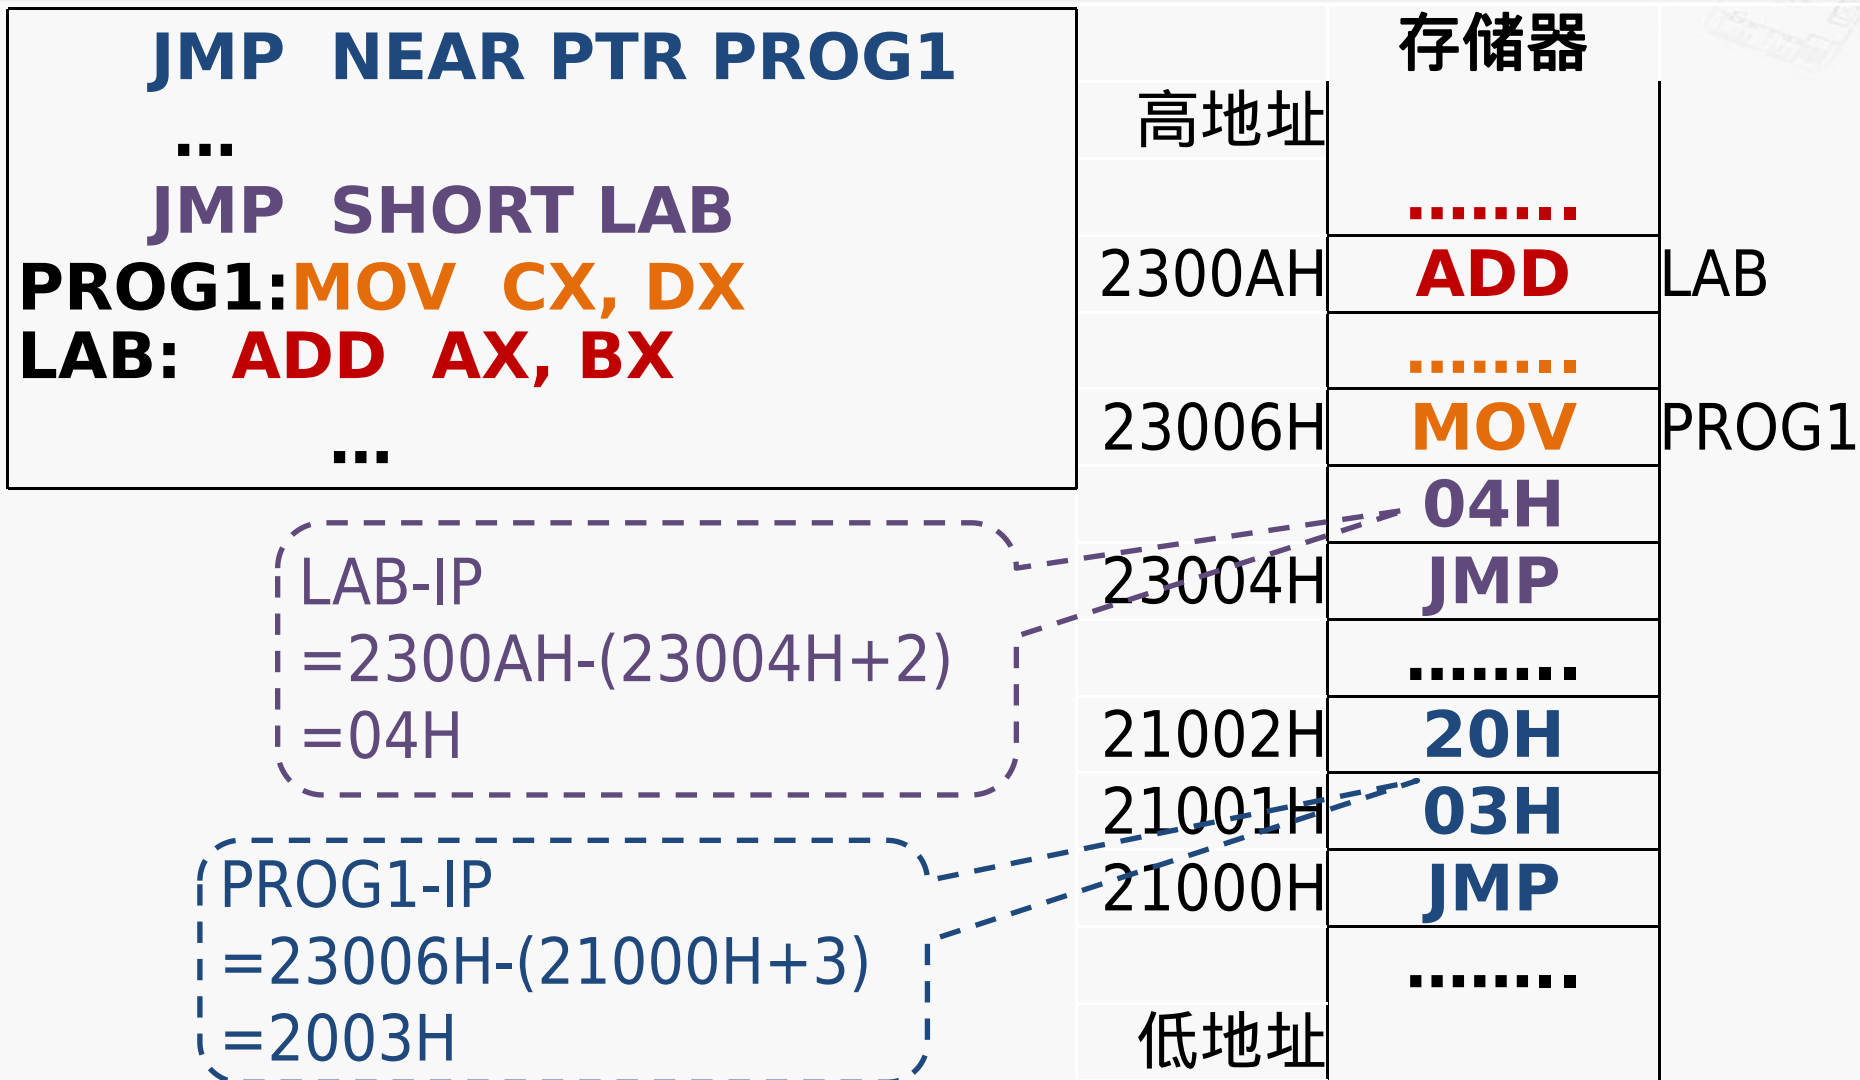 JMP  NEAR PTR PROG1
…
JMP  SHORT LAB
PROG1:MOV  CX, DX
LAB:  ADD  AX, BX
…
LAB-IP
=2300AH-(23004H+2)
=04H
PROG1-IP
=23006H-(21000H+3)
=2003H
存储器
高地址
........
2300AH ADD LAB
........
23006H MOV PROG1
04H
23004H JMP
........
21002H 20H
21001H 03H
21000H JMP
........
低地址